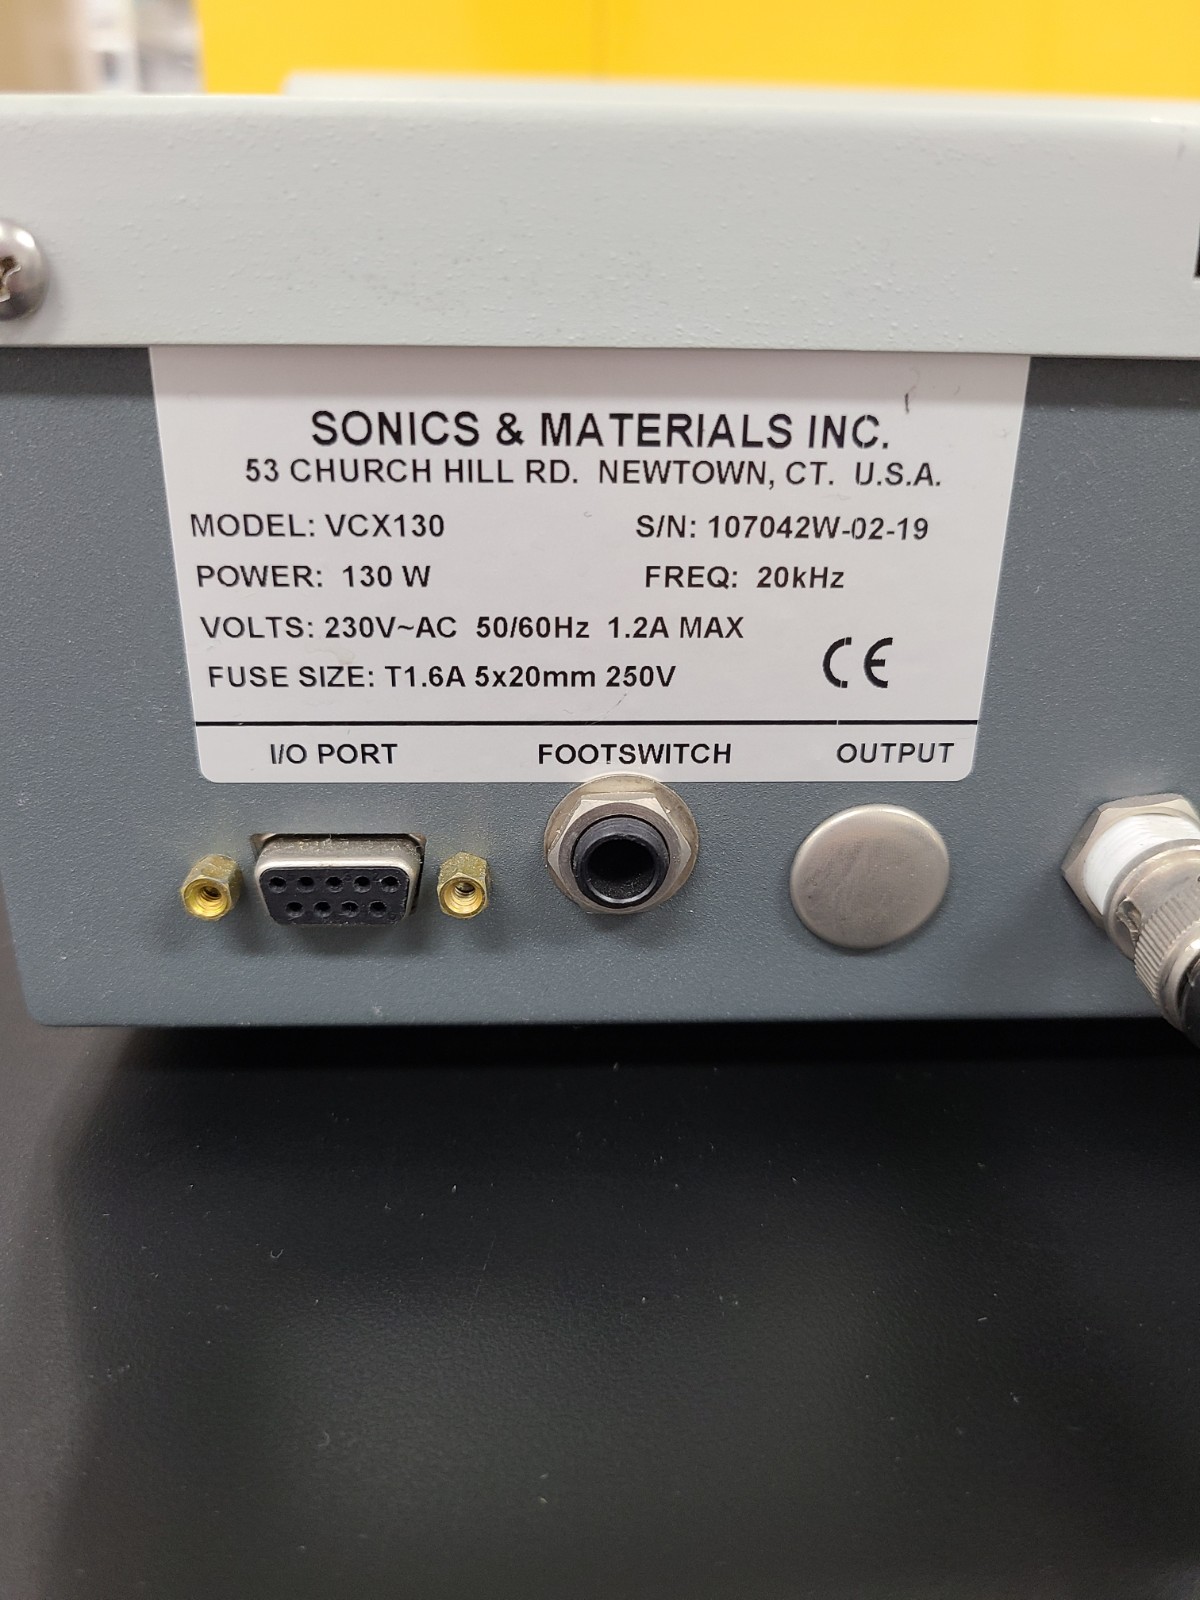 SONICS & MATERIALS INC.
53 CHURCH HILL RD. NEWTOWN, CT. U.S.A.
MODEL: VCX130 S/N: 107042W-02-19
POWER: 130 W FREQ: 20kHz
VOLTS: 230V~AC 50/60Hz 1.2A MAX
FUSE SIZE: T1.6A 5x20mm 250V CE
I/O PORT FOOTSWITCH OUTPUT